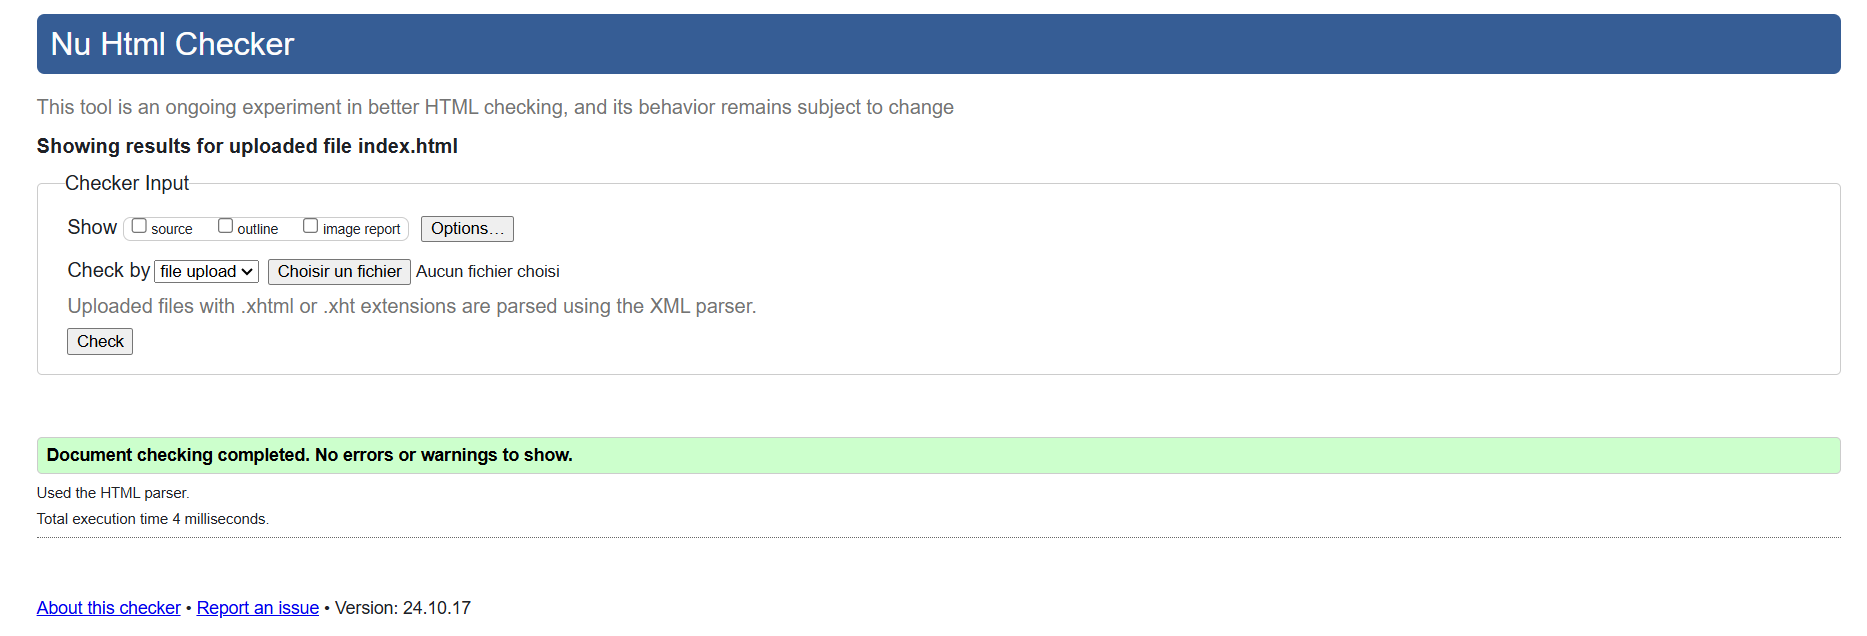 Nu Html Checker
This tool is an ongoing experiment in better HTML checking, and its behavior remains subject to change
Showing results for uploaded file index.html
Checker Input
Show source outline image report Options...
Check by file upload Choisir un fichier Aucun fichier choisi
Uploaded files with .xhtml or .xht extensions are parsed using the XML parser.
Check
Document checking completed. No errors or warnings to show.
Used the HTML parser.
Total execution time 4 milliseconds.
About this checker • Report an issue • Version: 24.10.17